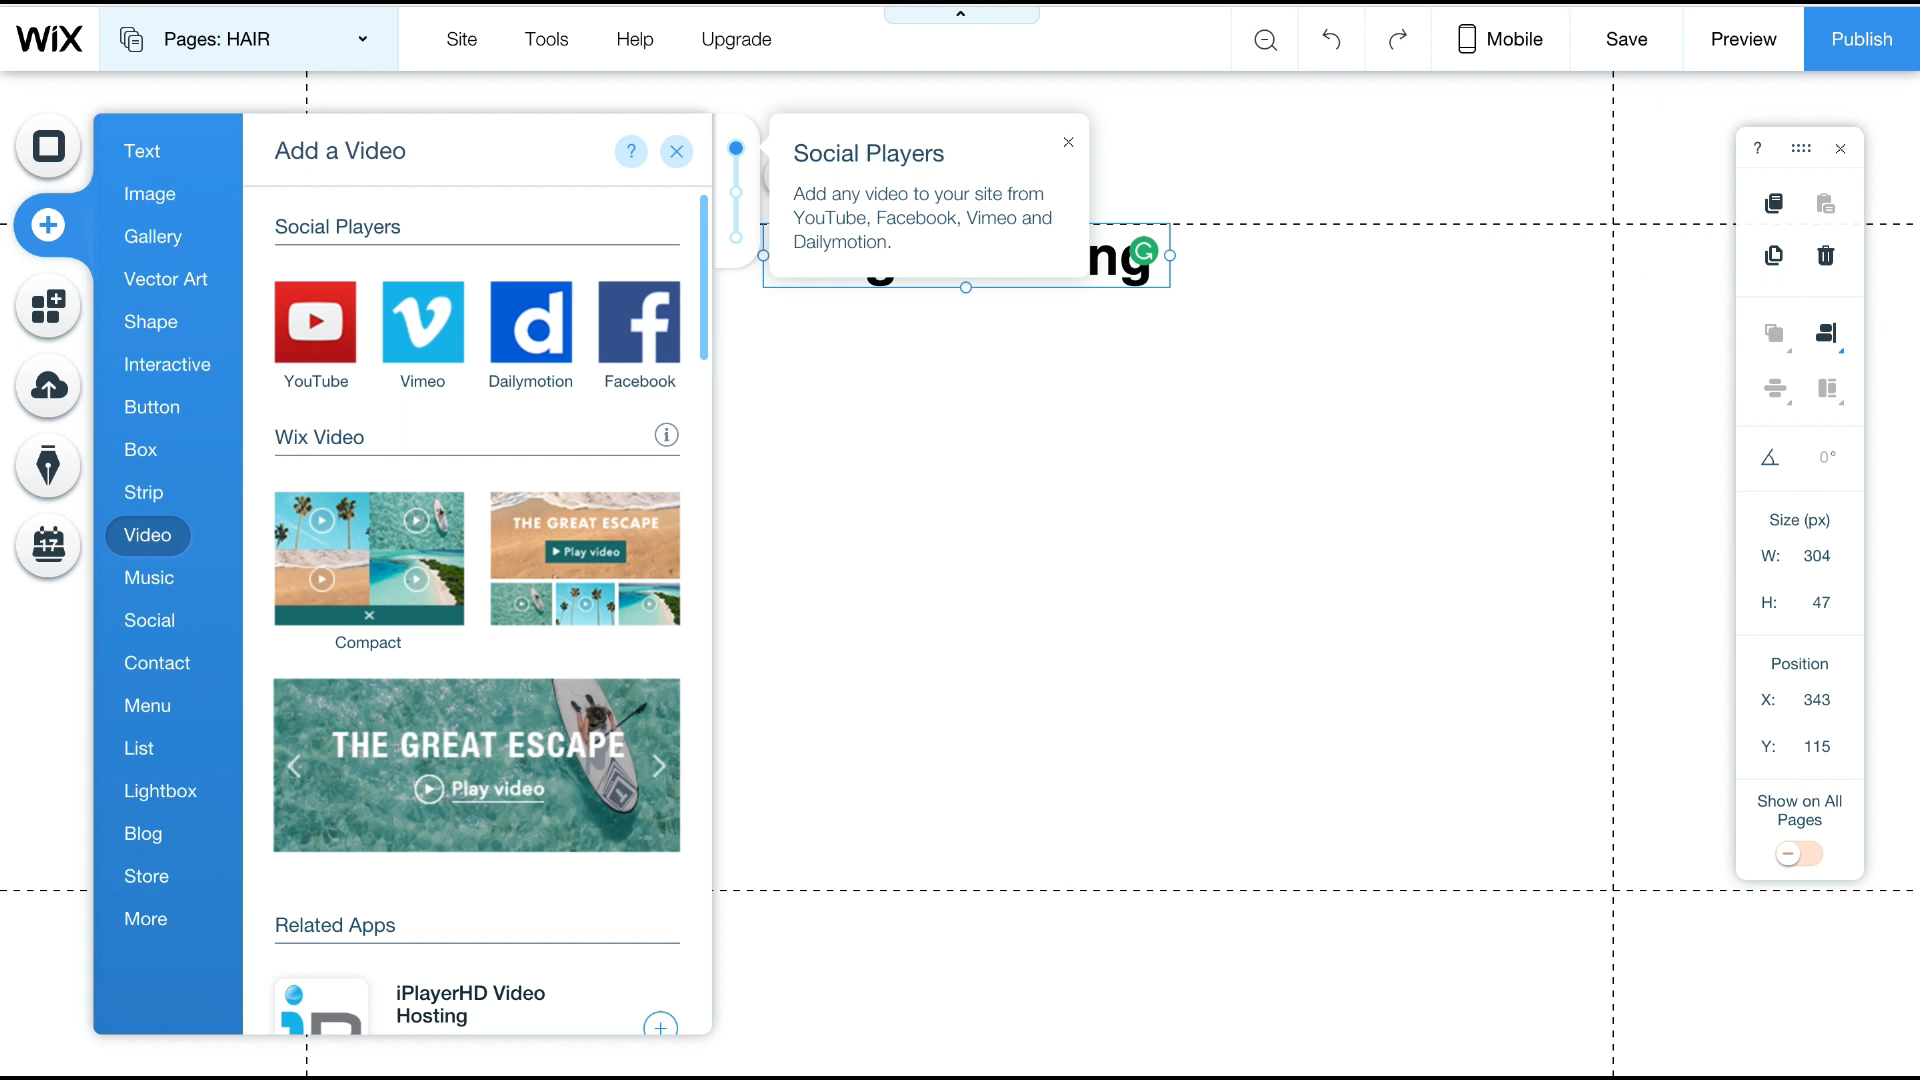 WiX
Pages: HAIR
Site
Tools
Help
Upgrade
Mobile
Save
Preview
Publish
Text
Image
Gallery
Vector Art
Shape
Interactive
Button
Box
Strip
Video
Music
Social
Contact
Menu
List
Lightbox
Blog
Store
More
17
Add a Video
?
Social Players
YouTube
Vimeo
Dailymotion
Facebook
Wix Video
THE GREAT ESCAPE
Play video
Compact
THE GREAT ESCAPE
Play video
Related Apps
iPlayerHD Video
Hosting
Social Players
Add any video to your site from
YouTube, Facebook, Vimeo and
Dailymotion.
ng
?
0°
Size (px)
W: 304
H: 47
Position
X: 343
Y: 115
Show on All
Pages